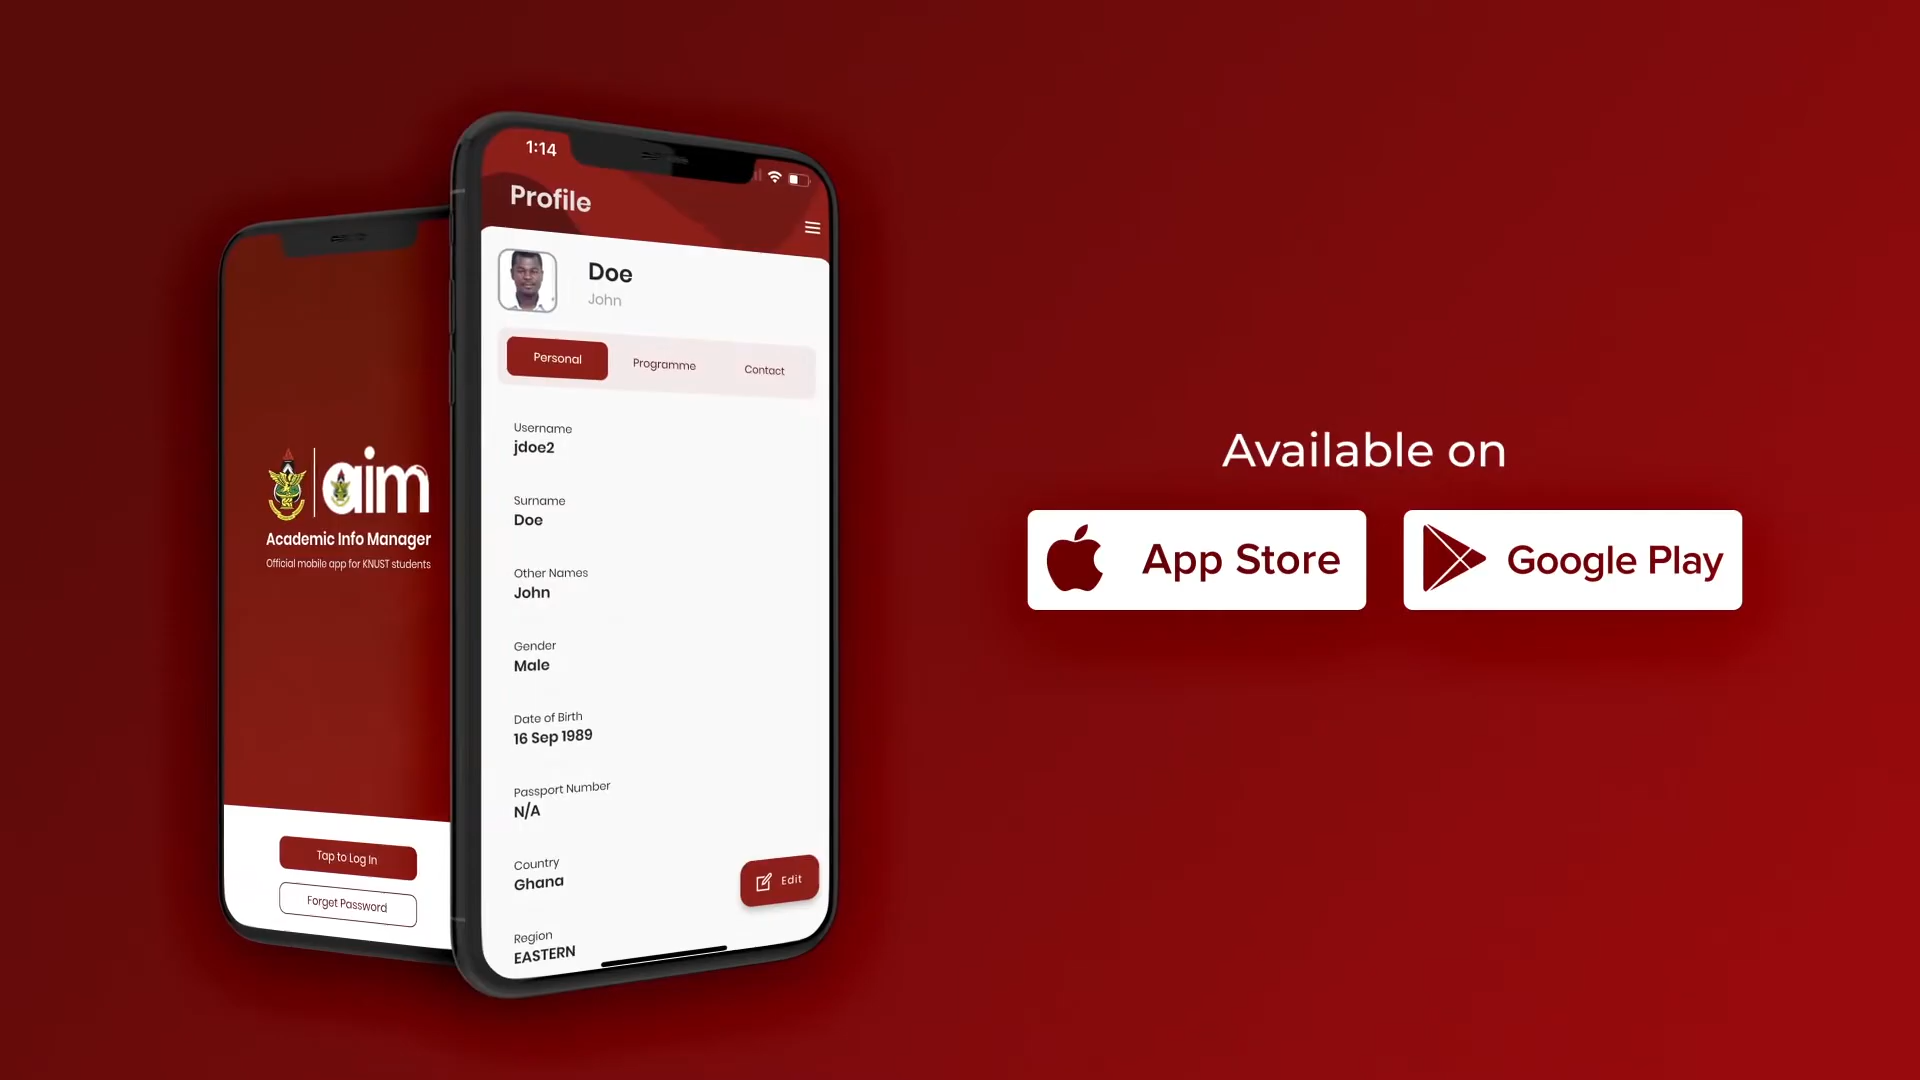 aim
Academic Info Manager
Official mobile app for KNUST students
Tap to Log In
Forget Password
1:14
Profile
Doe
John
Personal
Programme
Contact
Username
jdoe2
Surname
Doe
Other Names
John
Gender
Male
Date of Birth
16 Sep 1989
Passport Number
N/A
Country
Ghana
Edit
Region
EASTERN
Available on
App Store
Google Play